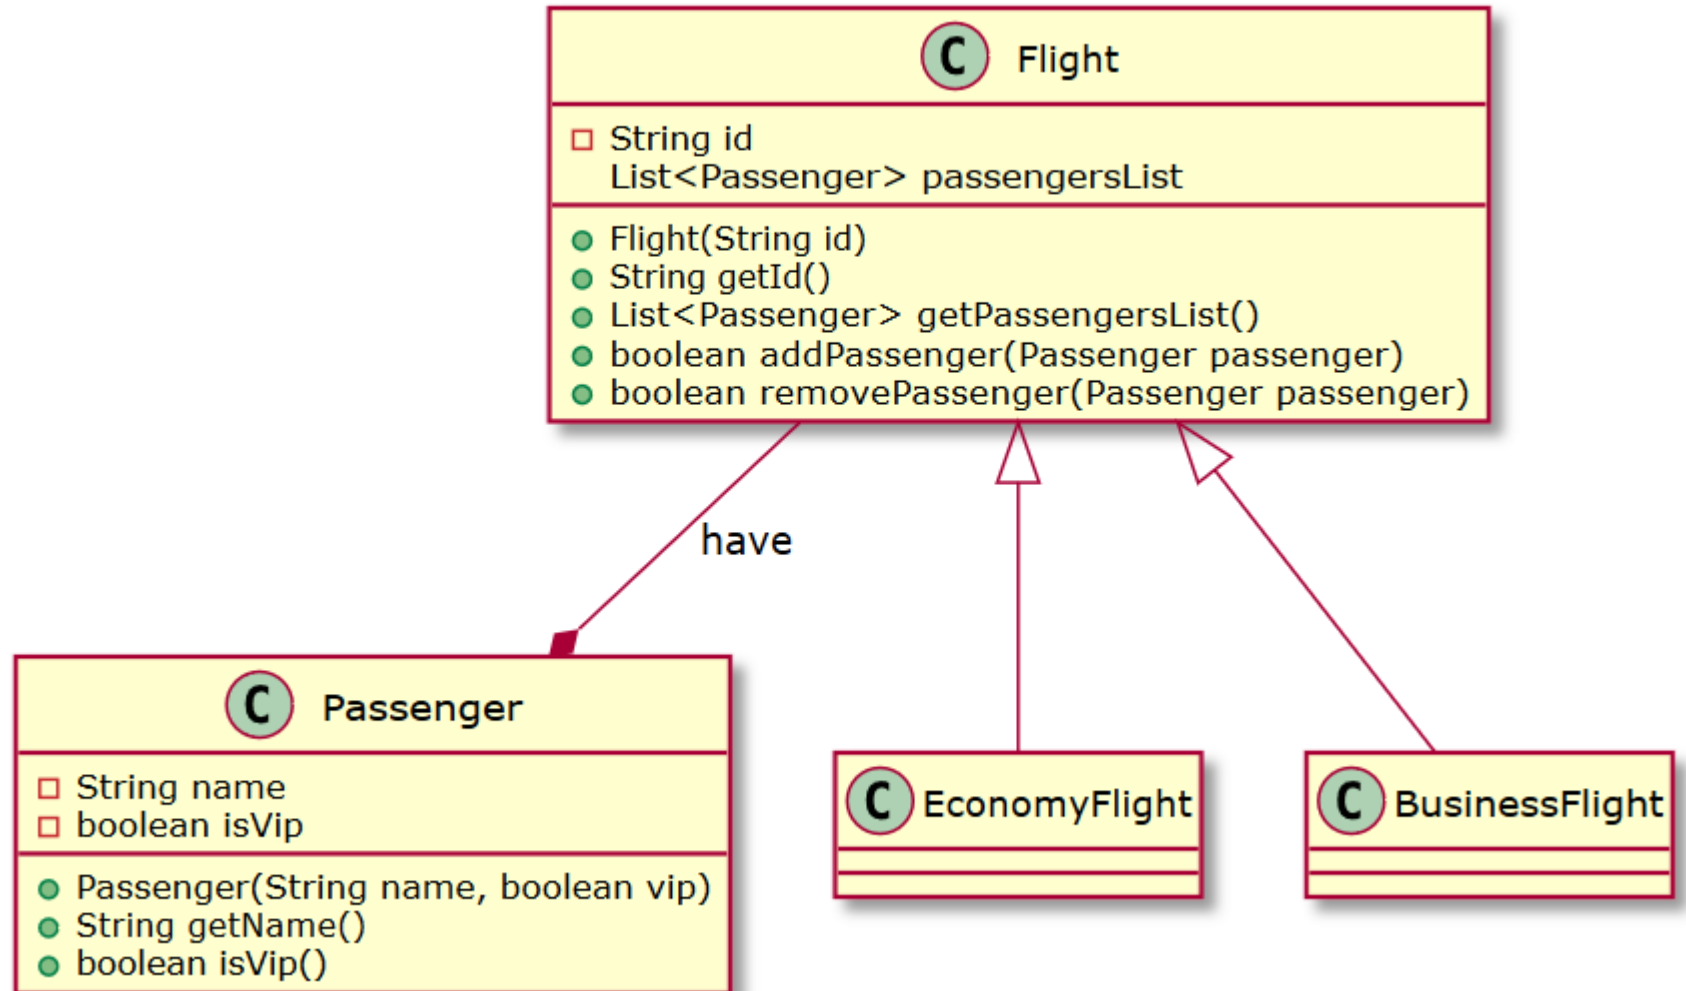 C Flight
String id
List<Passenger> passengersList
Flight(String id)
String getId()
List<Passenger> getPassengersList()
boolean addPassenger(Passenger passenger)
boolean removePassenger(Passenger passenger)
have
C Passenger
String name
boolean isVip
Passenger(String name, boolean vip)
String getName()
boolean isVip()
C EconomyFlight
C BusinessFlight